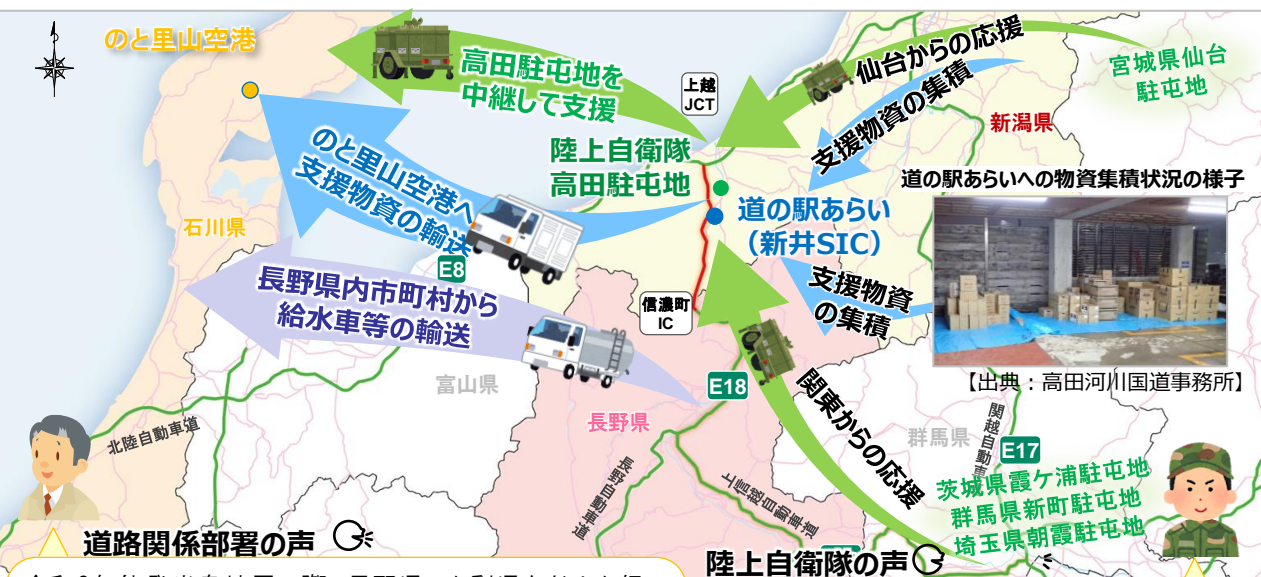 のと里山空港
高田駐屯地を
中継して支援
上越
JCT
仙台からの応援
支援物資の集積
宮城県仙台
駐屯地
新潟県
陸上自衛隊
高田駐屯地
道の駅あらいへの物資集積状況の様子
のと里山空港へ
支援物資の輸送
道の駅あらい
（新井SIC）
石川県
E8
長野県内市町村から
給水車等の輸送
信濃町
IC
支援物資
の集積
【出典：高田河川国道事務所】
富山県
E18
長野県
関東からの応援
群馬県
関越自動車
E17
北陸自動車道
長野自動車道
上信越自動車道
茨城県霞ケ浦駐屯地
群馬県新町駐屯地
埼玉県朝霞駐屯地
道路関係部署の声
陸上自衛隊の声